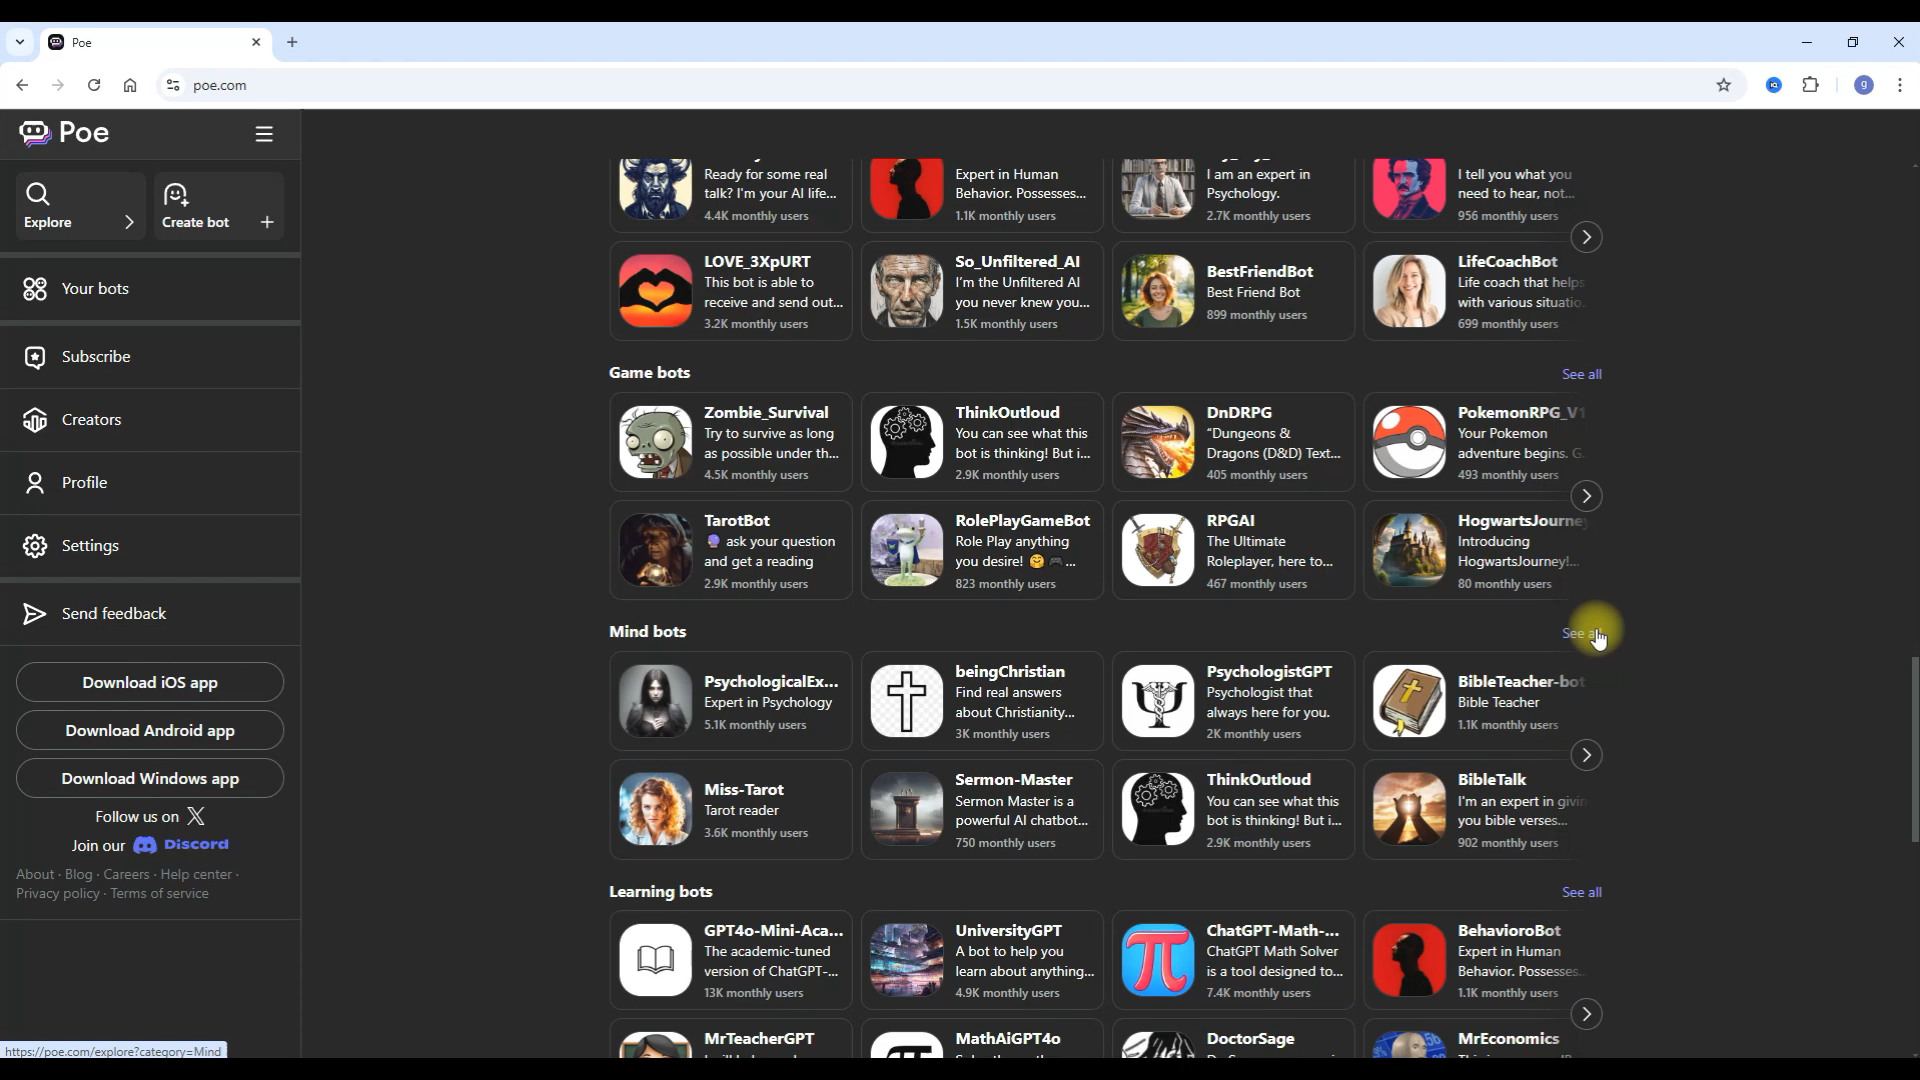 Poe
poe.com
g
Poe
Explore
Create bot
Your bots
Subscribe
Creators
Profile
Settings
Send feedback
Download iOS app
Download Android app
Download Windows app
Follow us on X
Join our Discord
About · Blog · Careers · Help center ·
Privacy policy · Terms of service
https://poe.com/explore?category=Mind
Ready for some real
talk? I'm your AI life...
4.4K monthly users
Expert in Human
Behavior. Possesses...
1.1K monthly users
I am an expert in
Psychology.
2.7K monthly users
I tell you what you
need to hear, not...
956 monthly users
LOVE_3XpURT
This bot is able to
receive and send out...
3.2K monthly users
So_Unfiltered_AI
I'm the Unfiltered AI
you never knew you...
1.5K monthly users
BestFriendBot
Best Friend Bot
899 monthly users
LifeCoachBot
Life coach that helps
with various situatio..
699 monthly users
Game bots
See all
Zombie_Survival
Try to survive as long
as possible under th...
4.5K monthly users
ThinkOutloud
You can see what this
bot is thinking! But i...
2.9K monthly users
DnDRPG
“Dungeons &
Dragons (D&D) Text...
405 monthly users
PokemonRPG_V1
Your Pokemon
adventure begins. G..
493 monthly users
TarotBot
🔮 ask your question
and get a reading
2.9K monthly users
RolePlayGameBot
Role Play anything
you desire! 🤗 🎮 ...
823 monthly users
RPGAI
The Ultimate
Roleplayer, here to...
467 monthly users
HogwartsJourney
Introducing
HogwartsJourney!...
80 monthly users
Mind bots
See all
PsychologicalEx...
Expert in Psychology
5.1K monthly users
beingChristian
Find real answers
about Christianity...
3K monthly users
PsychologistGPT
Psychologist that
always here for you.
2K monthly users
BibleTeacher-bot
Bible Teacher
1.1K monthly users
Miss-Tarot
Tarot reader
3.6K monthly users
Sermon-Master
Sermon Master is a
powerful AI chatbot...
750 monthly users
ThinkOutloud
You can see what this
bot is thinking! But i...
2.9K monthly users
BibleTalk
I'm an expert in givin
you bible verses...
902 monthly users
Learning bots
See all
GPT4o-Mini-Aca...
The academic-tuned
version of ChatGPT-...
13K monthly users
UniversityGPT
A bot to help you
learn about anything...
4.9K monthly users
ChatGPT-Math-...
ChatGPT Math Solver
is a tool designed to...
7.4K monthly users
BehavioroBot
Expert in Human
Behavior. Possesses..
1.1K monthly users
MrTeacherGPT
MathAiGPT4o
DoctorSage
MrEconomics